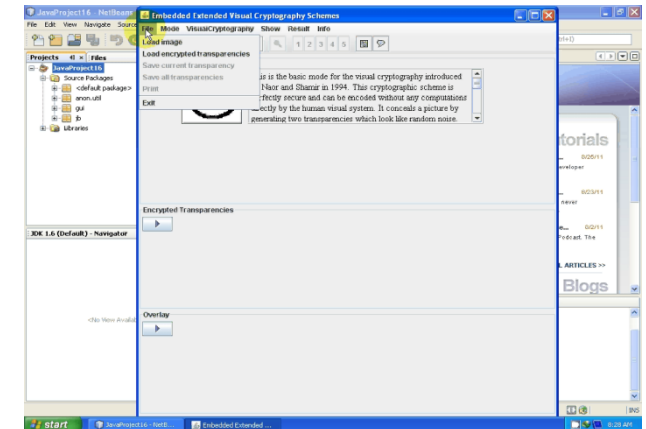 JavaProject16 - NetBeans
Embedded Extended Visual Cryptography Schemes
File Edit View Navigate Source
File Mode VisualCryptography Show Result Info
1 2 3 4 5
Load image
Load encrypted transparencies
Save current transparency
Save all transparencies
Print
Exit
is is the basic mode for the visual cryptography introduced
Naor and Shamir in 1994. This cryptographic scheme is
rfectly secure and can be encoded without any computations
ectly by the human visual system. It conceals a picture by
generating two transparencies which look like random noise.
Projects
Files
JavaProject16
Source Packages
<default package>
anon.util
gui
jb
Libraries
torials
8/25/11
eveloper
8/23/11
never
8/2/11
Podcast. The
L ARTICLES >>
Blogs
Encrypted Transparencies
JDK 1.6 (Default) - Navigator
<No View Availab
Overlay
INS
start
JavaProject16 - NetB...
Embedded Extended ...
8:28 AM